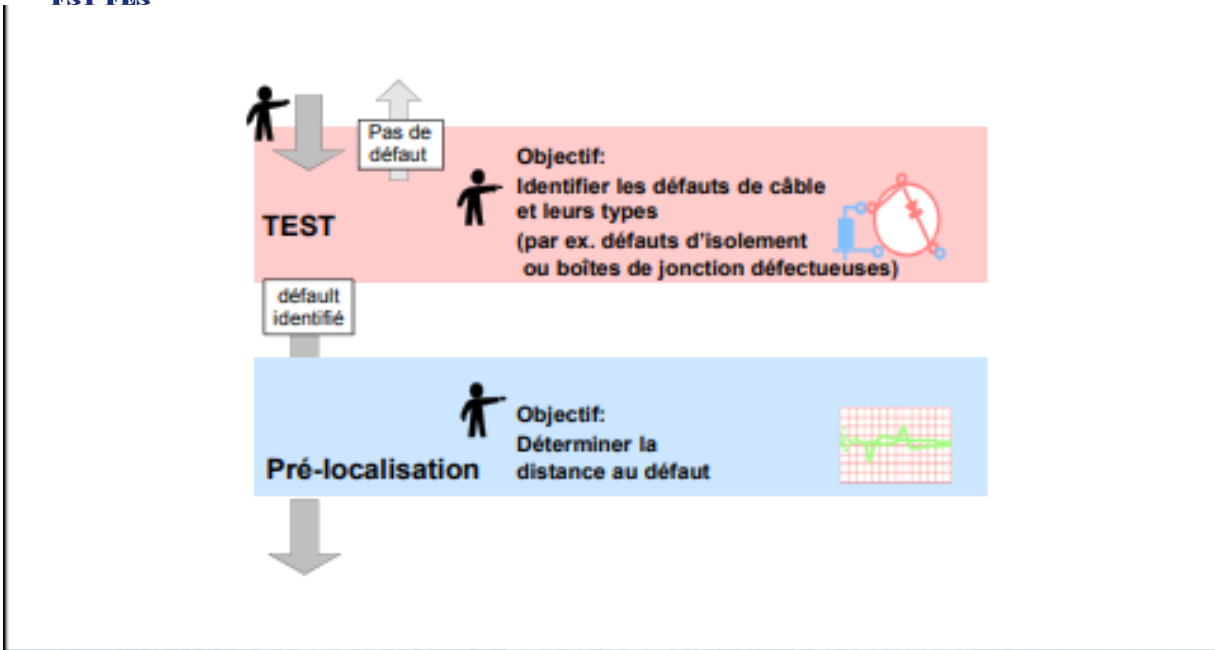 Pas de
défaut
Objectif:
Identifier les défauts de câble
et leurs types
(par ex. défauts d'isolement
ou boîtes de jonction défectueuses)
TEST
défault
identifié
Objectif:
Déterminer la
distance au défaut
Pré-localisation